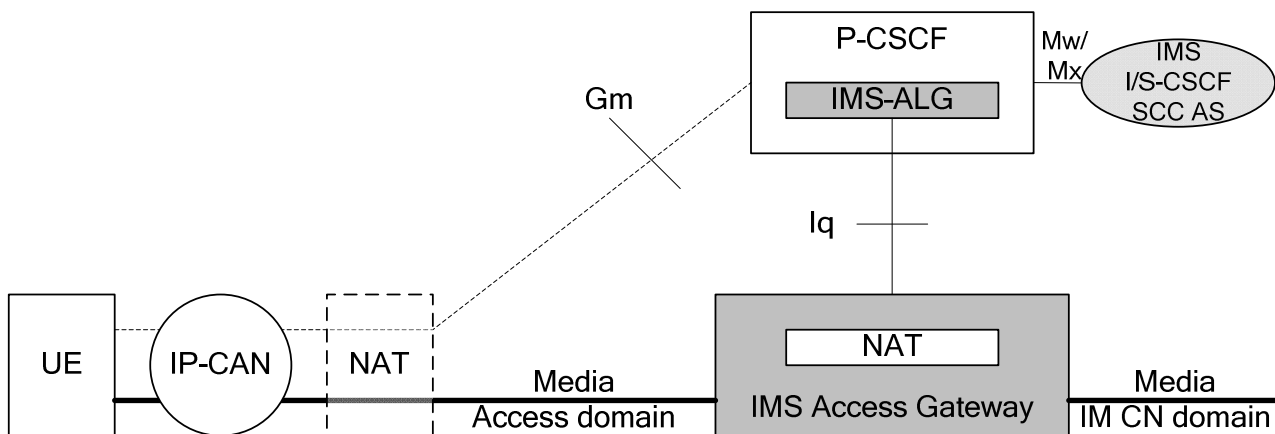 P-CSCF
IMS-ALG
Mw/
Mx
IMS
I/S-CSCF
SCC AS
Gm
Iq
UE
IP-CAN
NAT
Media
Access domain
NAT
IMS Access Gateway
Media
IM CN domain